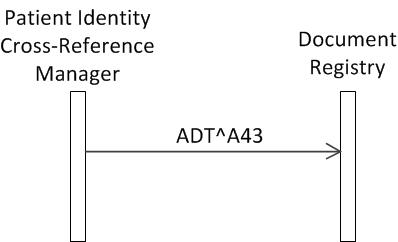 Patient Identity
Cross-Reference
Manager
Document
Registry
ADT^A43